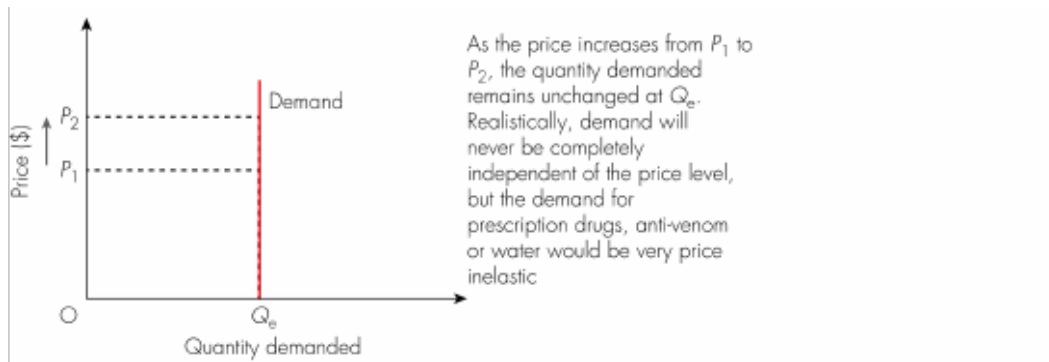 As the price increases from P1 to
P2, the quantity demanded
remains unchanged at Qe.
Realistically, demand will
never be completely
independent of the price level,
but the demand for
prescription drugs, anti-venom
or water would be very price
inelastic
Demand
P2
P1
Price ($)
O
Qe
Quantity demanded